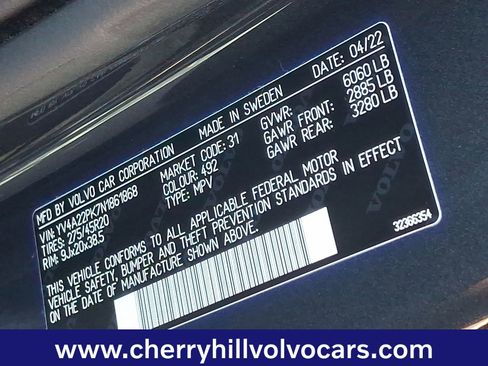 MFD BY VOLVO CAR CORPORATION MADE IN SWEDEN DATE: 04/22
VIN: YV4A22PK7N1861868 MARKET CODE: 31 GVWR: 6060 LB
TIRES: 275/45R20 COLOUR: 492 GAWR FRONT: 2885 LB
RIM: 9Jx20x38.5 TYPE: MPV GAWR REAR: 3280 LB
THIS VEHICLE CONFORMS TO ALL APPLICABLE FEDERAL MOTOR
VEHICLE SAFETY, BUMPER AND THEFT PREVENTION STANDARDS IN EFFECT
ON THE DATE OF MANUFACTURE SHOWN ABOVE.
32366354
VOLVO
www.cherryhillvolvocars.com